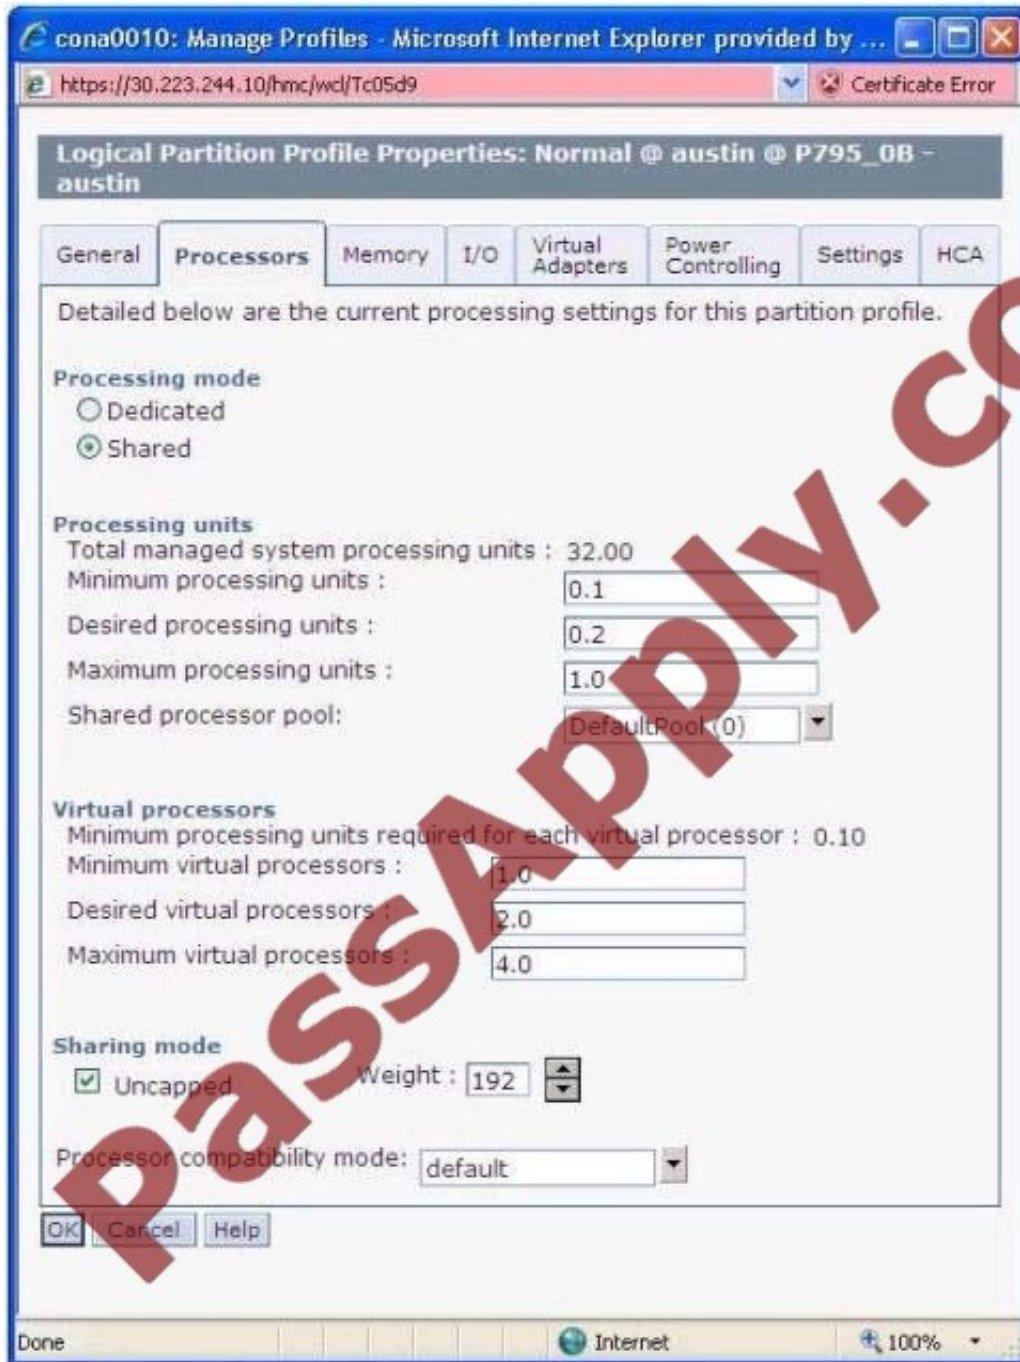 cona0010: Manage Profiles - Microsoft Internet Explorer provided by ...
https://30.223.244.10/hmc/wcl/Tc05d9
Certificate Error
Logical Partition Profile Properties: Normal @ austin @ P795_0B -
austin
General
Processors
Memory
I/O
Virtual
Adapters
Power
Controlling
Settings
HCA
Detailed below are the current processing settings for this partition profile.
Processing mode
Dedicated
Shared
Processing units
Total managed system processing units : 32.00
Minimum processing units : 0.1
Desired processing units : 0.2
Maximum processing units : 1.0
Shared processor pool: DefaultPool (0)
Virtual processors
Minimum processing units required for each virtual processor : 0.10
Minimum virtual processors : 1.0
Desired virtual processors : 2.0
Maximum virtual processors : 4.0
Sharing mode
Uncapped Weight : 192
Processor compatibility mode: default
OK Cancel Help
Done Internet 100%
PassApply.co